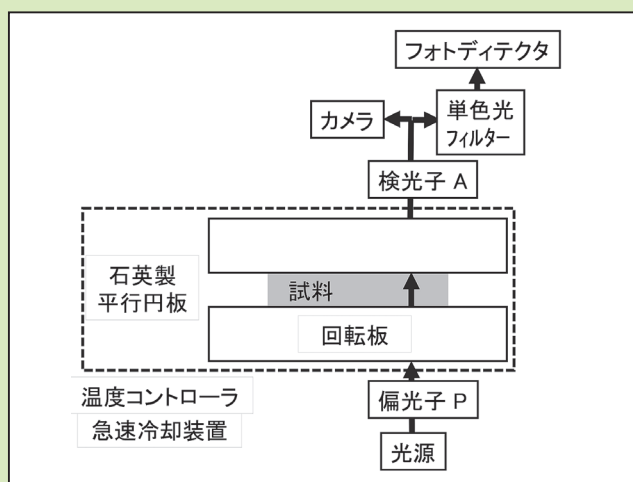 フォトディテクタ
カメラ
単色光
フィルター
検光子 A
石英製
平行円板
試料
回転板
温度コントローラ
急速冷却装置
偏光子 P
光源